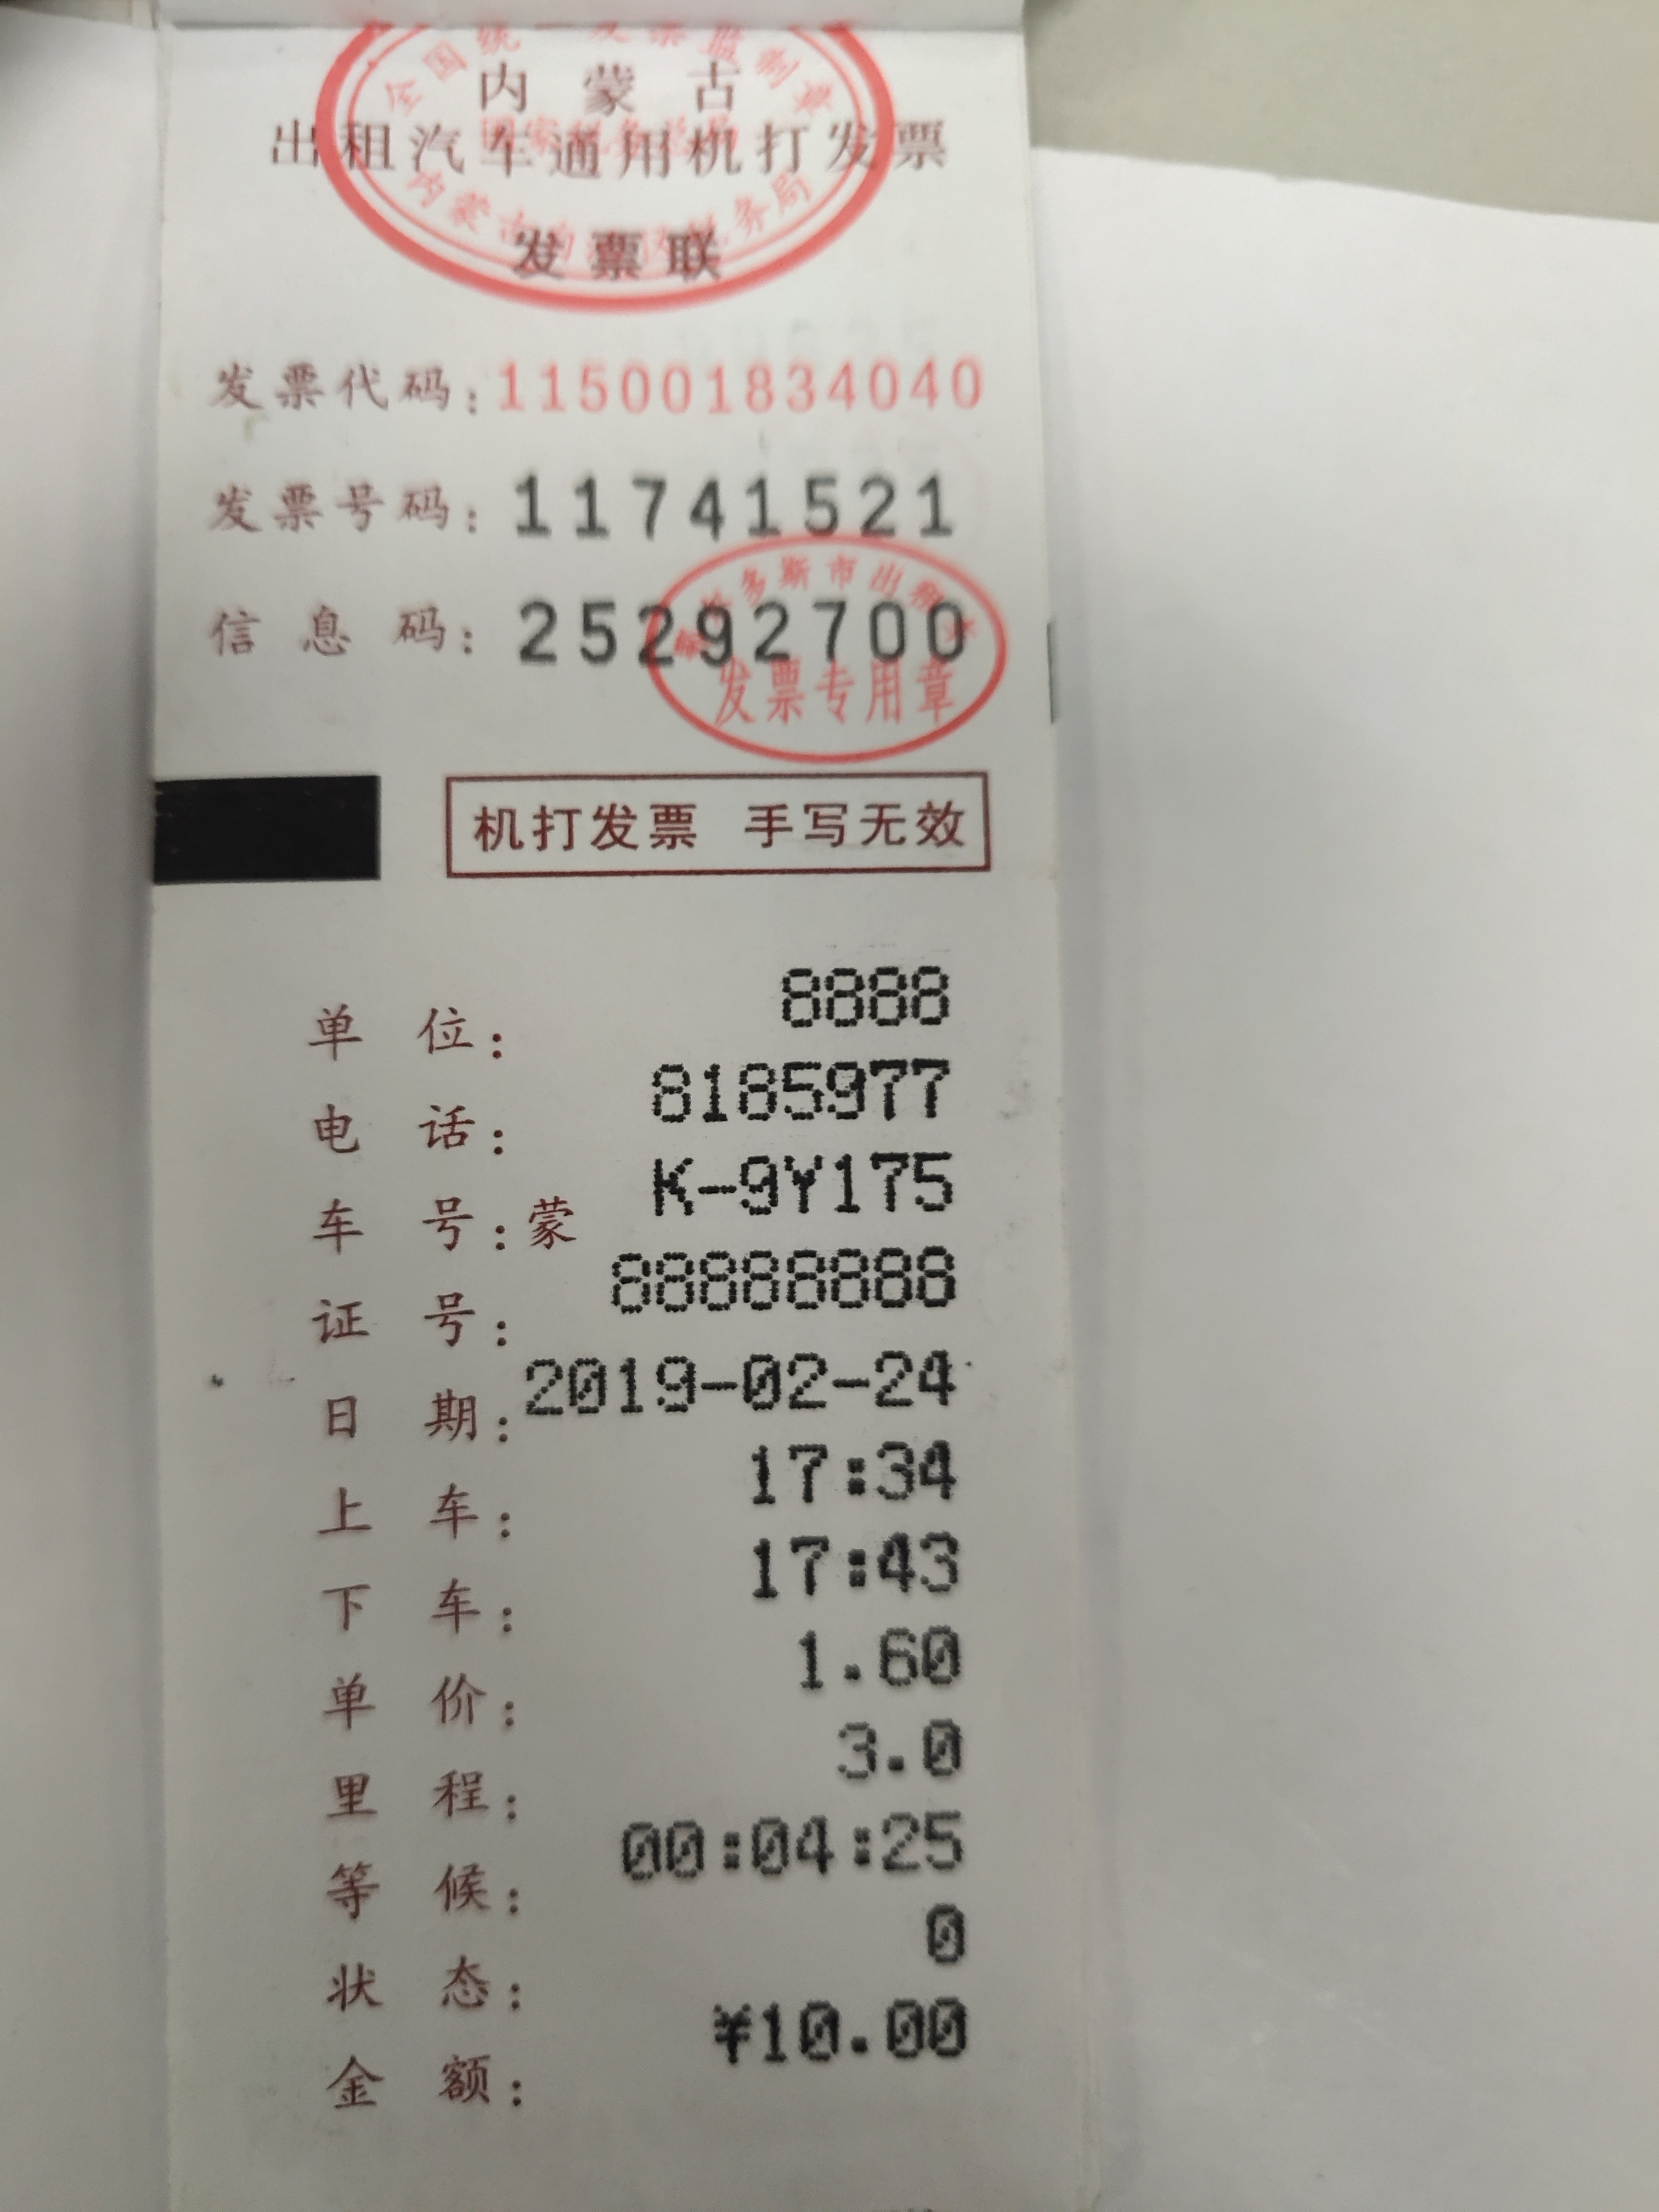 全国统一发票监制章
内蒙古
国家税务总局
出租汽车通用机打发票
内蒙古 税务局
发票联
发票代码:115001834040
发票号码:11741521
信息码:25292700
多斯市出租
发票专用章
机打发票 手写无效
单位:8888
电话:8185977
车号:蒙K-9Y175
证号:88888888
日期:2019-02-24
上车:17:34
下车:17:43
单价:1.60
里程:3.0
等候:00:04:25
状态:0
金额:¥10.00